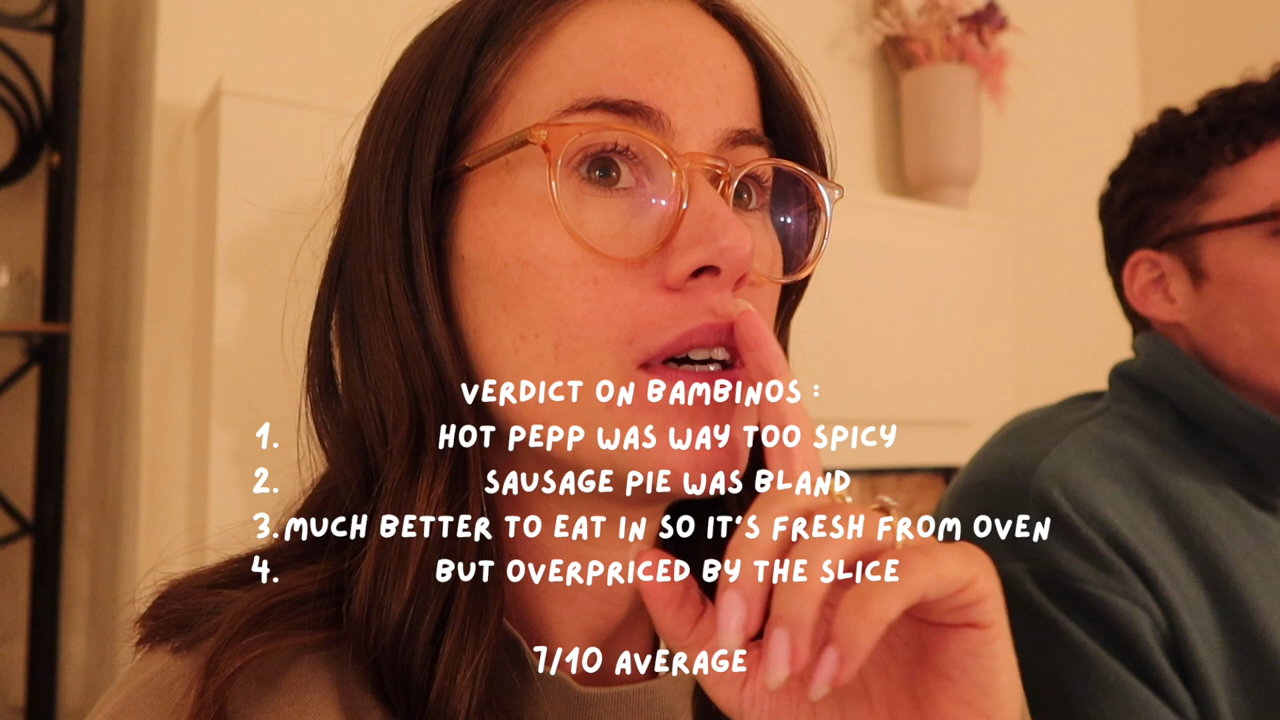 VERDICT ON BAMBINOS :
1. HOT PEPP WAS WAY TOO SPICY
2. SAUSAGE PIE WAS BLAND
3. MUCH BETTER TO EAT IN SO IT'S FRESH FROM OVEN
4. BUT OVERPRICED BY THE SLICE
7/10 AVERAGE